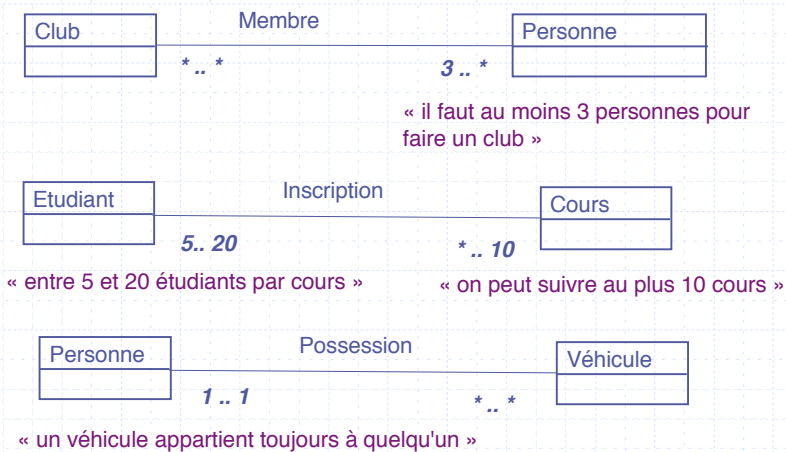 Club
Membre
Personne
* .. *
3 .. *
« il faut au moins 3 personnes pour
faire un club »
Etudiant
Inscription
Cours
5.. 20
* .. 10
« entre 5 et 20 étudiants par cours »
« on peut suivre au plus 10 cours »
Personne
Possession
Véhicule
1 .. 1
* .. *
« un véhicule appartient toujours à quelqu'un »